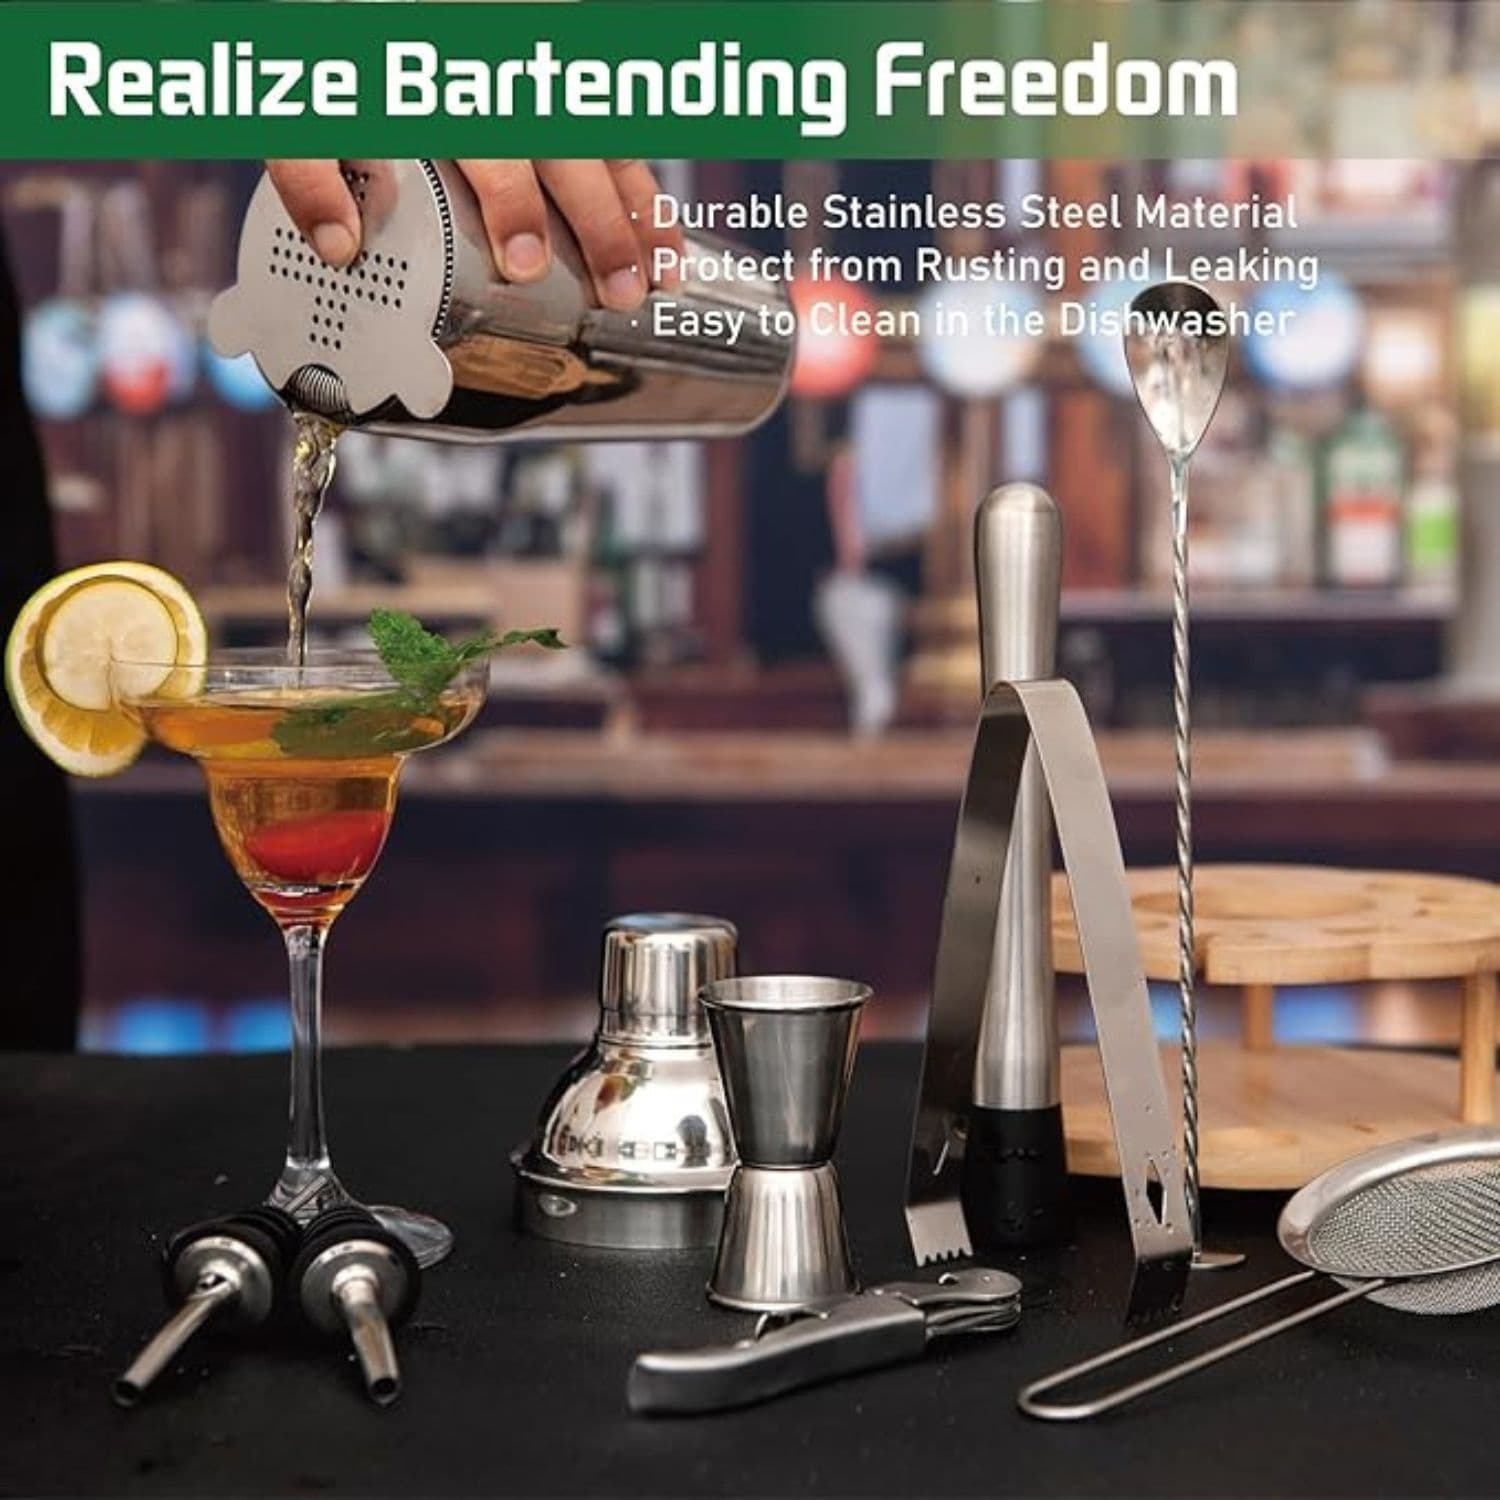 Realize Bartending Freedom
· Durable Stainless Steel Material
· Protect from Rusting and Leaking
· Easy to Clean in the Dishwasher